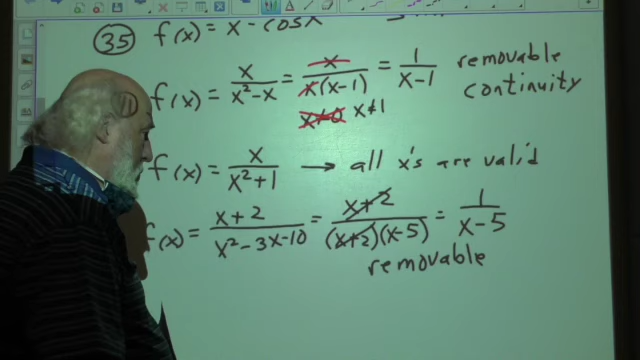 35 f(x) = x - cosx
f(x) = x / x² - x = x / x(x-1) = 1 / x-1 removable
x≠0 x≠1 continuity
f(x) = x / x²+1 → all x's are valid
f(x) = x+2 / x²-3x-10 = x+2 / (x+2)(x-5) = 1 / x-5
removable